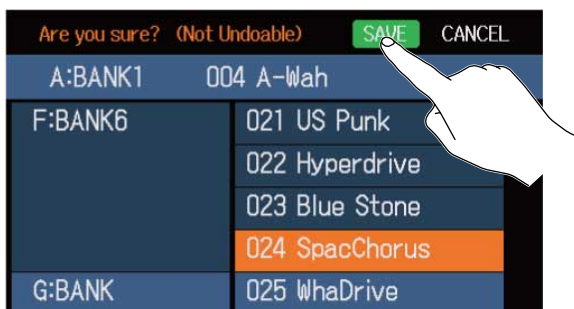 Are you sure? (Not Undoable) SAVE CANCEL
A:BANK1 004 A-Wah
F:BANK6 021 US Punk
022 Hyperdrive
023 Blue Stone
024 SpacChorus
G:BANK 025 WhaDrive